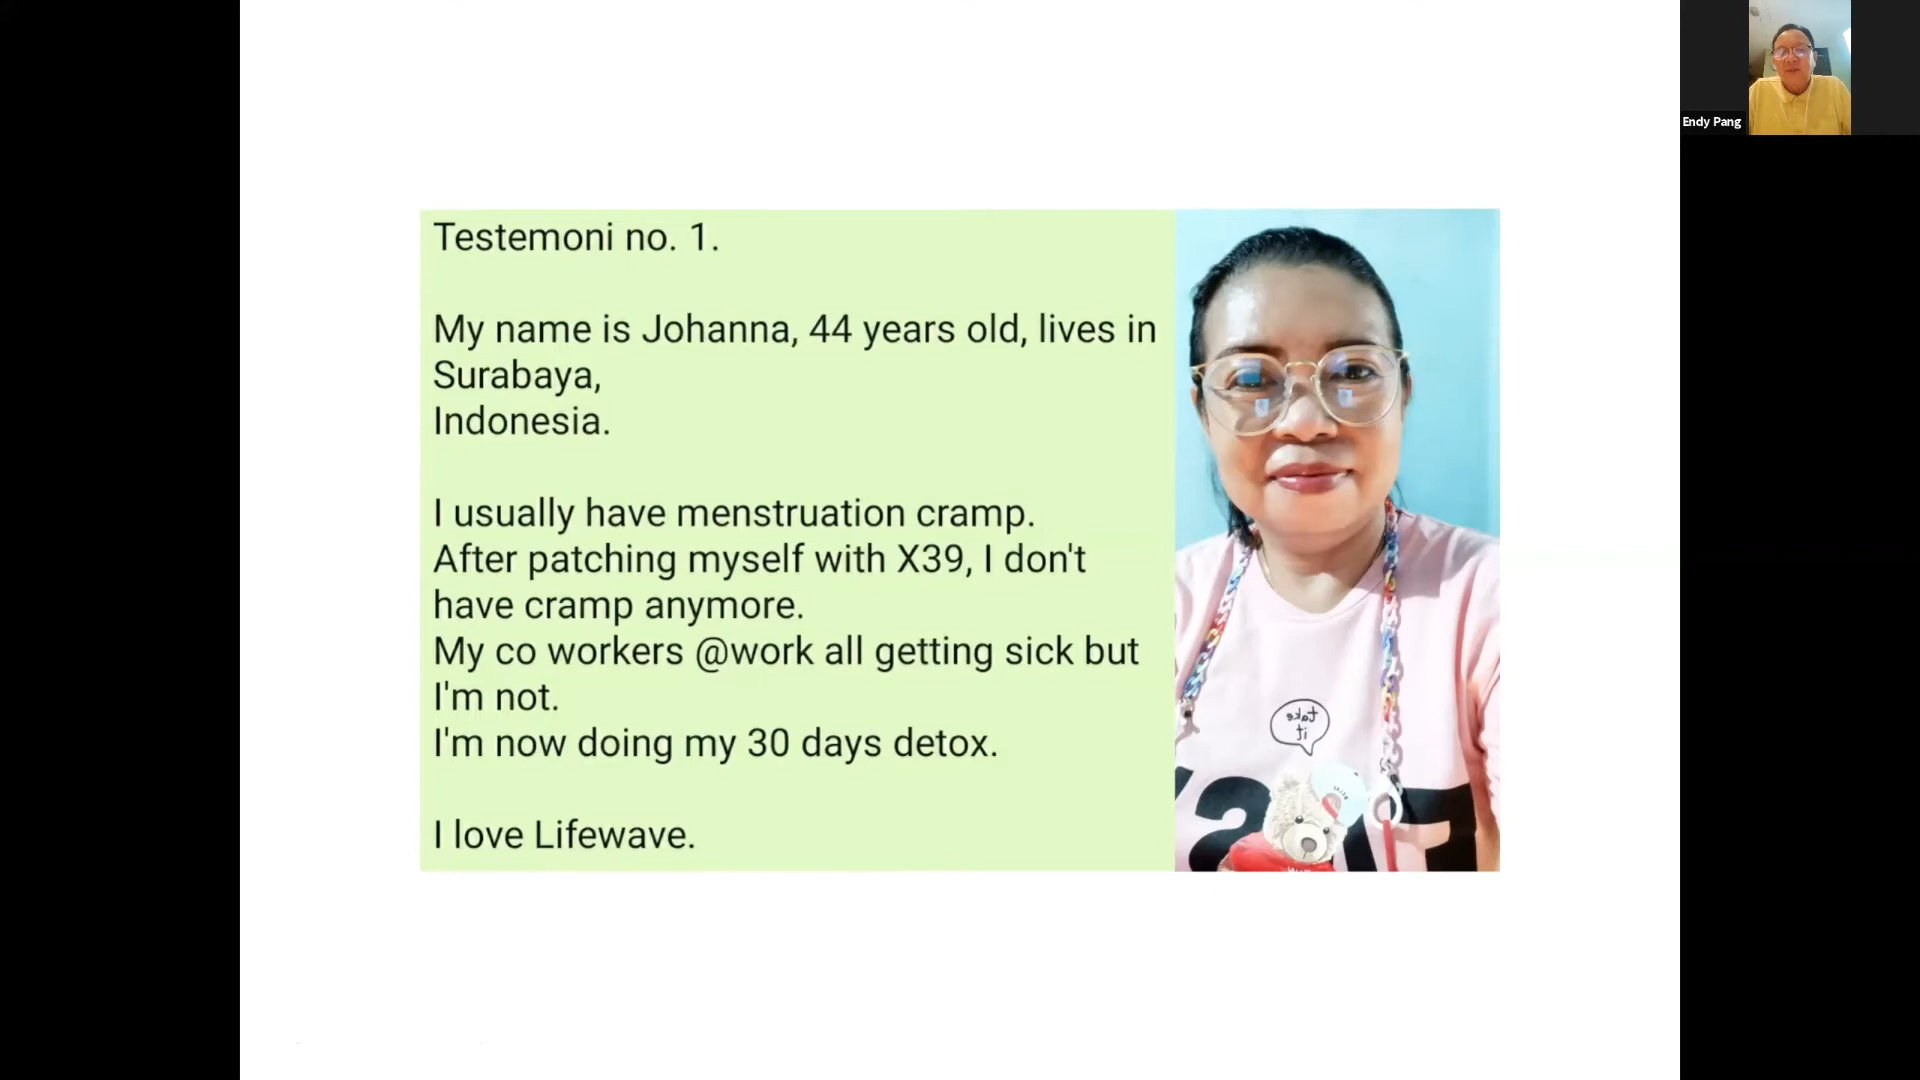 Testemoni no. 1.
My name is Johanna, 44 years old, lives in
Surabaya,
Indonesia.
I usually have menstruation cramp.
After patching myself with X39, I don't
have cramp anymore.
My co workers @work all getting sick but
I'm not.
I'm now doing my 30 days detox.
I love Lifewave.
take
it
Endy Pang